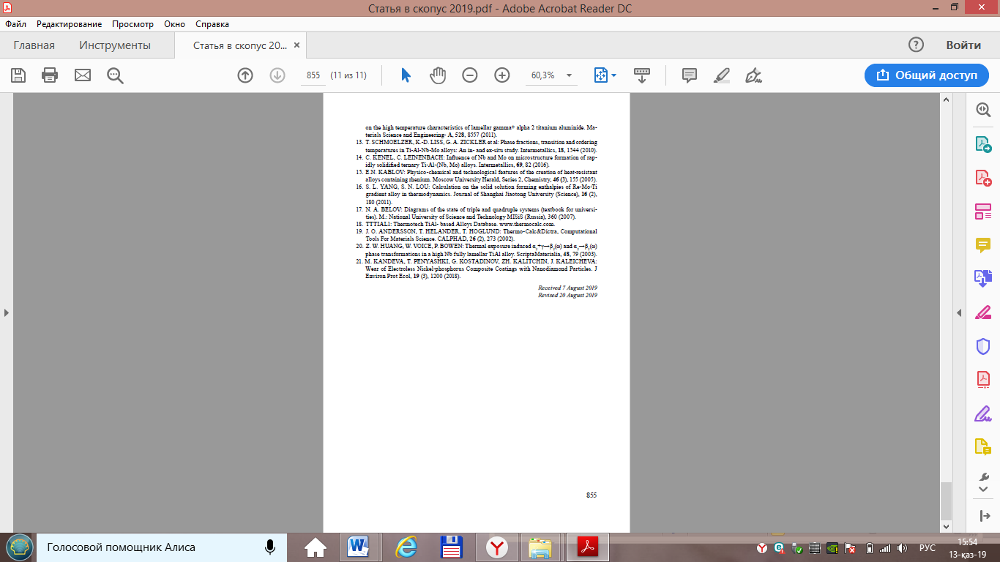 Статья в скопус 2019.pdf - Adobe Acrobat Reader DC
Файл Редактирование Просмотр Окно Справка
Главная Инструменты Статья в скопус 20... × Войти
855 (11 из 11) 60,3% Общий доступ
on the high temperature characteristics of lamellar gamma+ alpha 2 titanium aluminide. Ma-
terials Science and Engineering- A, 528, 8557 (2011).
13. T. SCHMOELZER, K.-D. LISS, G. A. ZICKLER et al: Phase fractions, transition and ordering
temperatures in Ti-Al-Nb-Mo alloys: An in- and ex-situ study. Intermetallics, 18, 1544 (2010).
14. C. KENEL, C. LEINENBACH: Influence of Nb and Mo on microstructure formation of rap-
idly solidified ternary Ti-Al-(Nb, Mo) alloys. Intermetallics, 69, 82 (2016).
15. E.N. KABLOV: Physico-chemical and technological features of the creation of heat-resistant
alloys containing rhenium. Moscow University Herald, Series 2, Chemistry, 46 (3), 155 (2005).
16. S. L. YANG, S. N. LOU: Calculation on the solid solution forming enthalpies of Re-Mo-Ti
gradient alloy in thermodynamics. Journal of Shanghai Jiaotong University (Science), 16 (2),
180 (2011).
17. N. A. BELOV: Diagrams of the state of triple and quadruple systems (textbook for universi-
ties). M.: National University of Science and Technology MISiS (Russia), 360 (2007).
18. TTTIAL1: Thermotech TiAl- based Alloys Database. www.thermocalc.com.
19. J. O. ANDERSSON, T. HELANDER, T. HOGLUND: Thermo-Calc&Dictra, Computational
Tools For Materials Science. CALPHAD, 26 (2), 273 (2002).
20. Z. W. HUANG, W. VOICE, P. BOWEN: Thermal exposure induced α₂+γ→β₀(ω) and α₂→β₀(ω)
phase transformations in a high Nb fully lamellar TiAl alloy. ScriptaMaterialia, 48, 79 (2003).
21. M. KANDEVA, T. PENYASHKI, G. KOSTADINOV, ZH. KALITCHIN, J. KALEICHEVA:
Wear of Electroless Nickel-phosphorus Composite Coatings with Nanodiamond Particles. J
Environ Prot Ecol, 19 (3), 1200 (2018).
Received 7 August 2019
Revised 20 August 2019
855
Голосовой помощник Алиса
РУС
15:54
13-қаз-19